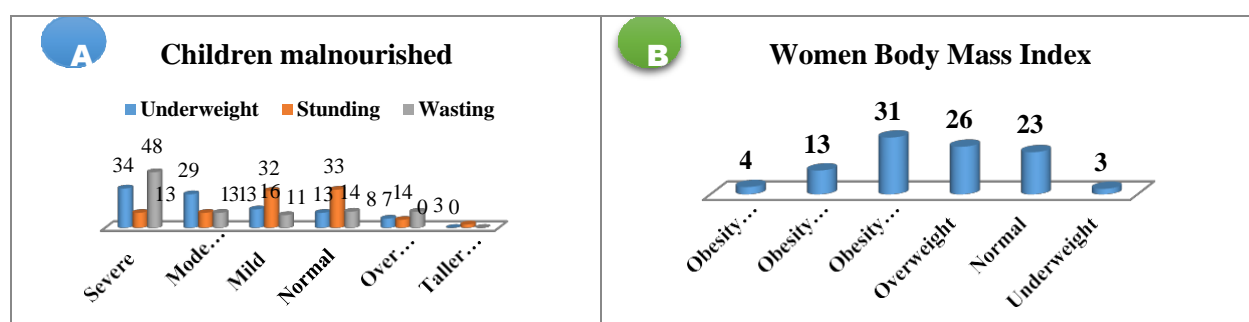 A
Children malnourished
Underweight Stunding Wasting
34 13 48
29 13 13
16 32 11
13 33 14
8 7 14
0 3 0
Severe
Mode…
Mild
Normal
Over…
Taller…
B
Women Body Mass Index
4
13
31
26
23
3
Obesity…
Obesity…
Obesity…
Overweight
Normal
Underweight